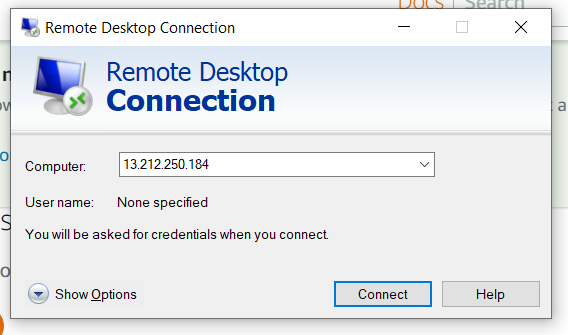 Docs Search
Remote Desktop Connection
Remote Desktop
Connection
Computer: 13.212.250.184
User name: None specified
You will be asked for credentials when you connect.
Show Options Connect Help